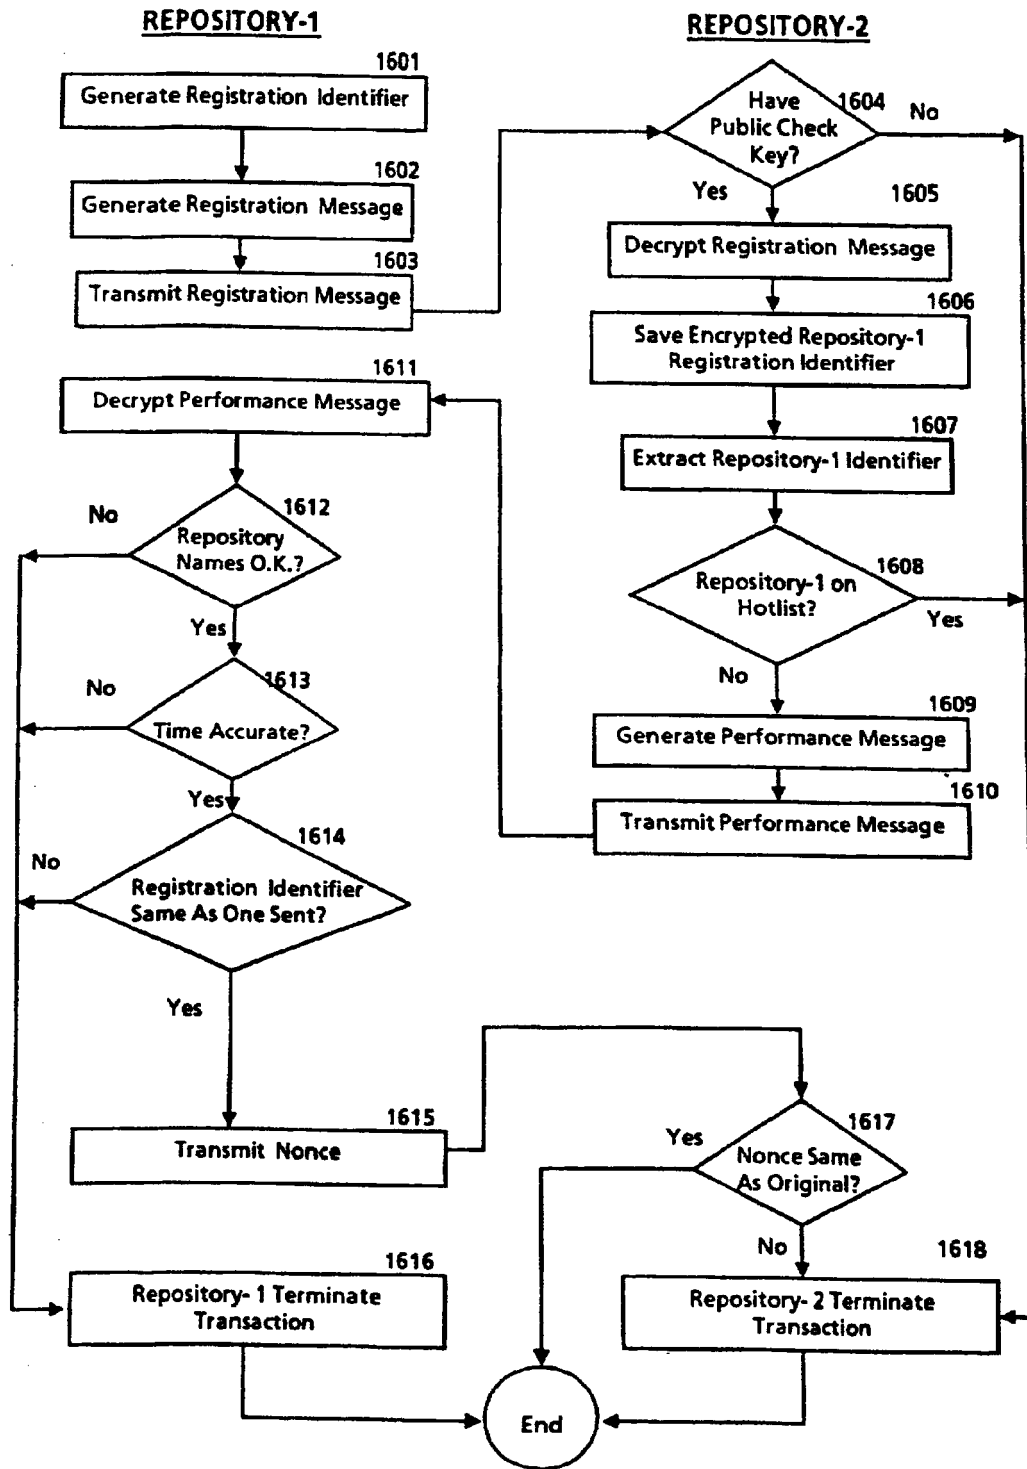 REPOSITORY-1
1601
Generate Registration Identifier
1602
Generate Registration Message
1603
Transmit Registration Message
REPOSITORY-2
1604
Have
Public Check
Key?
No
Yes
1605
Decrypt Registration Message
1606
Save Encrypted Repository-1
Registration Identifier
1607
Extract Repository-1 Identifier
1608
Repository-1 on
Hotlist?
Yes
No
1609
Generate Performance Message
1610
Transmit Performance Message
1611
Decrypt Performance Message
1612
No
Repository
Names O.K.?
Yes
1613
No
Time Accurate?
Yes
1614
No
Registration Identifier
Same As One Sent?
Yes
1615
Transmit Nonce
1617
Yes
Nonce Same
As Original?
No
1616
Repository- 1 Terminate
Transaction
1618
Repository- 2 Terminate
Transaction
End